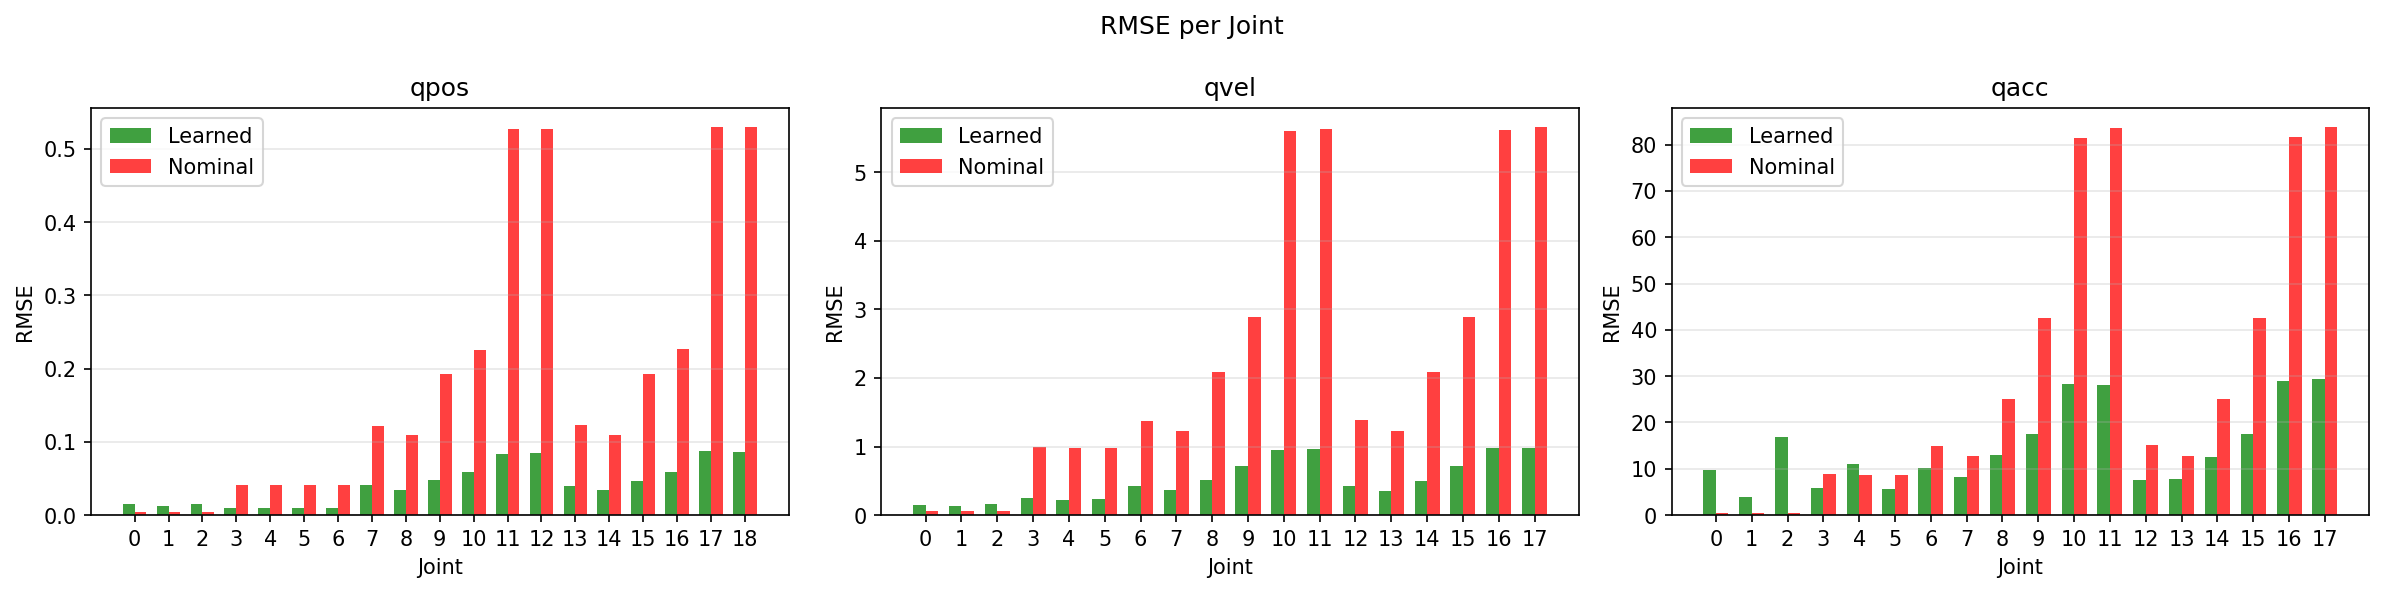 RMSE per Joint
qpos
Learned
Nominal
0.5
0.4
0.3
0.2
0.1
0.0
RMSE
0 1 2 3 4 5 6 7 8 9 10 11 12 13 14 15 16 17 18
Joint
qvel
Learned
Nominal
5
4
3
2
1
0
RMSE
0 1 2 3 4 5 6 7 8 9 10 11 12 13 14 15 16 17
Joint
qacc
Learned
Nominal
80
70
60
50
40
30
20
10
0
RMSE
0 1 2 3 4 5 6 7 8 9 10 11 12 13 14 15 16 17
Joint